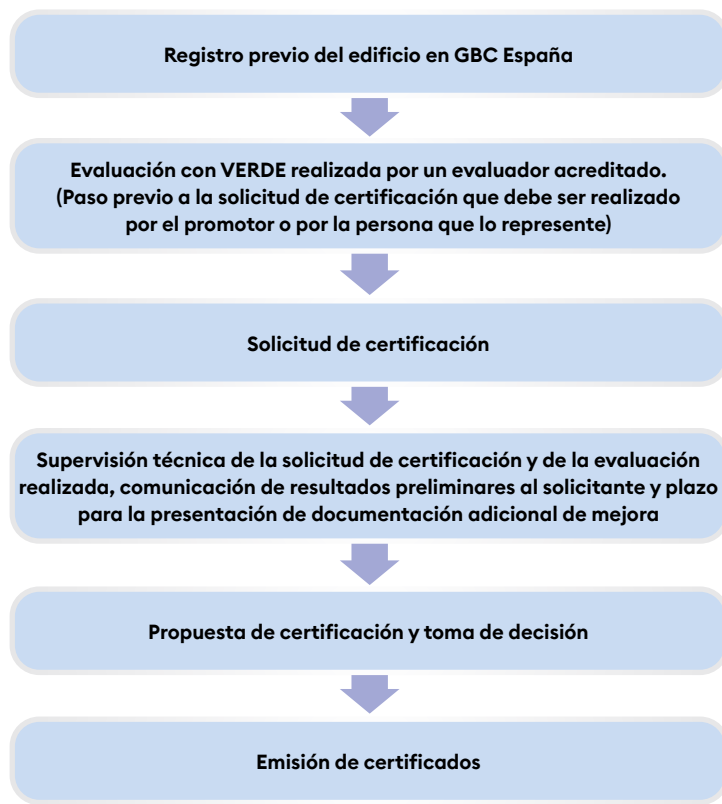 Registro previo del edificio en GBC España
Evaluación con VERDE realizada por un evaluador acreditado.
(Paso previo a la solicitud de certificación que debe ser realizado
por el promotor o por la persona que lo represente)
Solicitud de certificación
Supervisión técnica de la solicitud de certificación y de la evaluación
realizada, comunicación de resultados preliminares al solicitante y plazo
para la presentación de documentación adicional de mejora
Propuesta de certificación y toma de decisión
Emisión de certificados